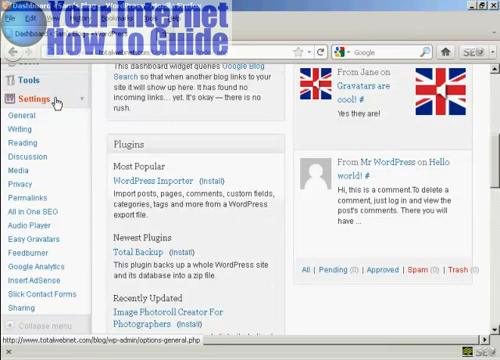 Your Internet
How To Guide
Dashboard
Google
SEO
This dashboard widget queries Google Blog
Search so that when another blog links to your
site it will show up here. It has found no
incoming links… yet. It's okay — there is no
rush.
Tools
Settings
General
Writing
Reading
Discussion
Media
Privacy
Permalinks
All in One SEO
Audio Player
Easy Gravatars
Feedburner
Google Analytics
Insert AdSense
Slick Contact Forms
Sharing
Collapse menu
Plugins
Most Popular
WordPress Importer (Install)
Import posts, pages, comments, custom fields,
categories, tags and more from a WordPress
export file.
Newest Plugins
Total Backup (Install)
This plugin backs up a whole WordPress site
and its database into a zip file.
Recently Updated
Image Photoroll Creator For
Photographers (Install)
From Jane on
Gravatars are
cool! #
Yes they are!
From Mr WordPress on Hello
world! #
Hi, this is a comment.To delete a
comment, just log in and view the
post's comments. There you will
have ...
All | Pending (0) | Approved | Spam (0) | Trash (0)
http://www.totalwebnet.com/blog/wp-admin/options-general.php
SEO